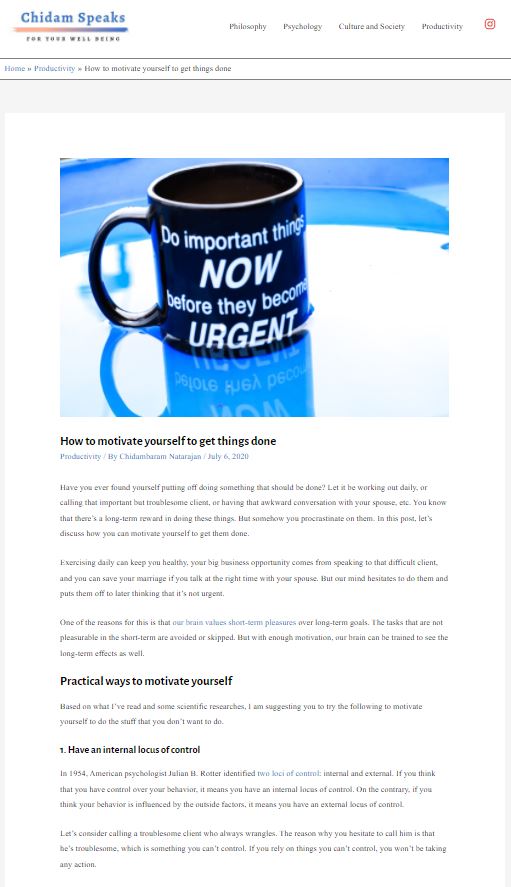 Chidam Speaks
FOR YOUR WELL BEING
Philosophy Psychology Culture and Society Productivity
Home » Productivity » How to motivate yourself to get things done
Do important things
NOW
before they become
URGENT
URGENT
before they become
NOW
How to motivate yourself to get things done
Productivity / By Chidambaram Natarajan / July 6, 2020
Have you ever found yourself putting off doing something that should be done? Let it be working out daily, or
calling that important but troublesome client, or having that awkward conversation with your spouse, etc. You know
that there’s a long-term reward in doing these things. But somehow you procrastinate on them. In this post, let’s
discuss how you can motivate yourself to get them done.
Exercising daily can keep you healthy, your big business opportunity comes from speaking to that difficult client,
and you can save your marriage if you talk at the right time with your spouse. But our mind hesitates to do them and
puts them off to later thinking that it’s not urgent.
One of the reasons for this is that our brain values short-term pleasures over long-term goals. The tasks that are not
pleasurable in the short-term are avoided or skipped. But with enough motivation, our brain can be trained to see the
long-term effects as well.
Practical ways to motivate yourself
Based on what I’ve read and some scientific researches, I am suggesting you to try the following to motivate
yourself to do the stuff that you don’t want to do.
1. Have an internal locus of control
In 1954, American psychologist Julian B. Rotter identified two loci of control: internal and external. If you think
that you have control over your behavior, it means you have an internal locus of control. On the contrary, if you
think your behavior is influenced by the outside factors, it means you have an external locus of control.
Let’s consider calling a troublesome client who always wrangles. The reason why you hesitate to call him is that
he’s troublesome, which is something you can’t control. If you rely on things you can’t control, you won’t be taking
any action.